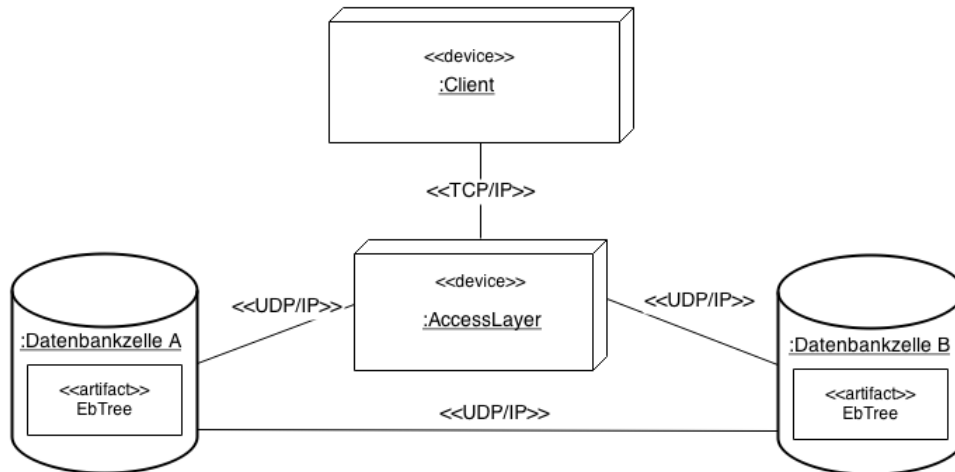 <<device>>
:Client
<<TCP/IP>>
<<device>>
:AccessLayer
<<UDP/IP>>
<<UDP/IP>>
:Datenbankzelle A
<<artifact>>
EbTree
:Datenbankzelle B
<<artifact>>
EbTree
<<UDP/IP>>